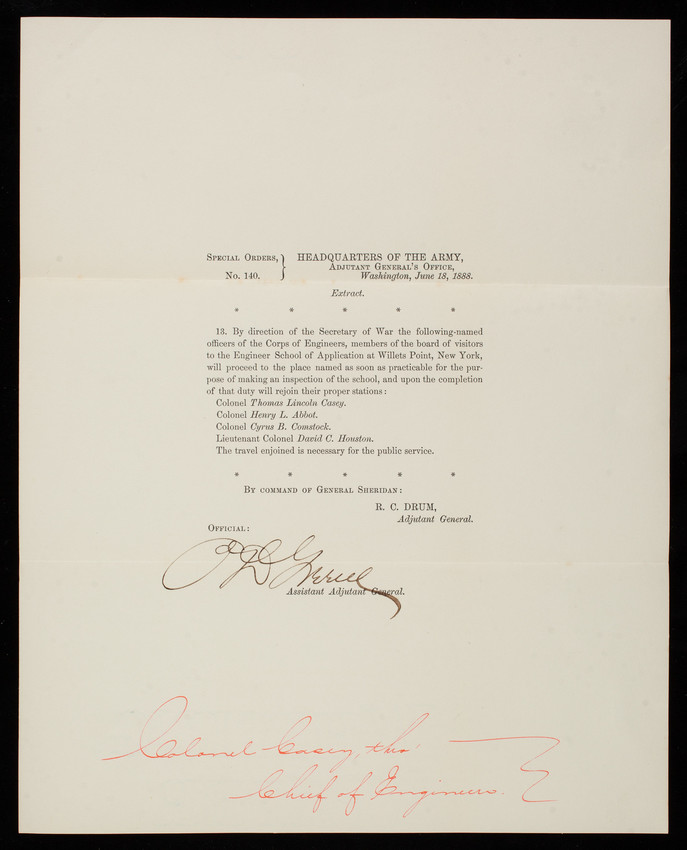 SPECIAL ORDERS, } HEADQUARTERS OF THE ARMY,
ADJUTANT GENERAL'S OFFICE,
No. 140. Washington, June 18, 1888.
Extract.
* * * * *
13. By direction of the Secretary of War the following-named
officers of the Corps of Engineers, members of the board of visitors
to the Engineer School of Application at Willets Point, New York,
will proceed to the place named as soon as practicable for the pur-
pose of making an inspection of the school, and upon the completion
of that duty will rejoin their proper stations:
Colonel Thomas Lincoln Casey.
Colonel Henry L. Abbot.
Colonel Cyrus B. Comstock.
Lieutenant Colonel David C. Houston.
The travel enjoined is necessary for the public service.
* * * * *
BY COMMAND OF GENERAL SHERIDAN:
R. C. DRUM,
Adjutant General.
OFFICIAL:
Assistant Adjutant General.
Colonel Casey, thro'
Chief of Engineers.